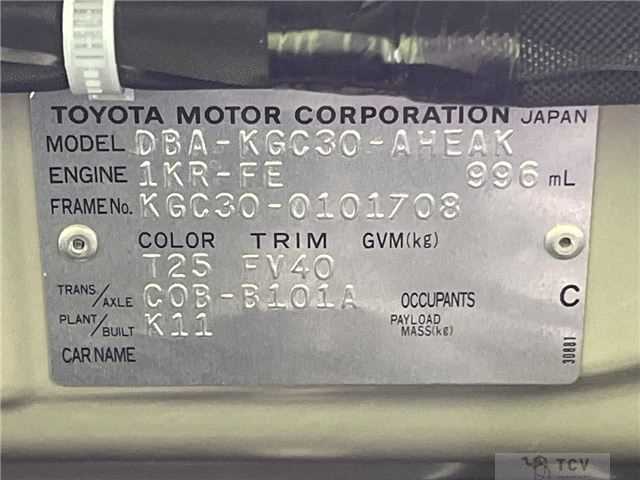 TOYOTA MOTOR CORPORATION JAPAN
MODEL DBA-KGC30-AHEAK
ENGINE 1KR-FE 996 mL
FRAME No. KGC30-0101708
COLOR TRIM GVM(kg)
T25 FV40
TRANS/AXLE C0B-B101A OCCUPANTS C
PLANT/BUILT K11 PAYLOAD MASS(kg)
CAR NAME
30881
TCV